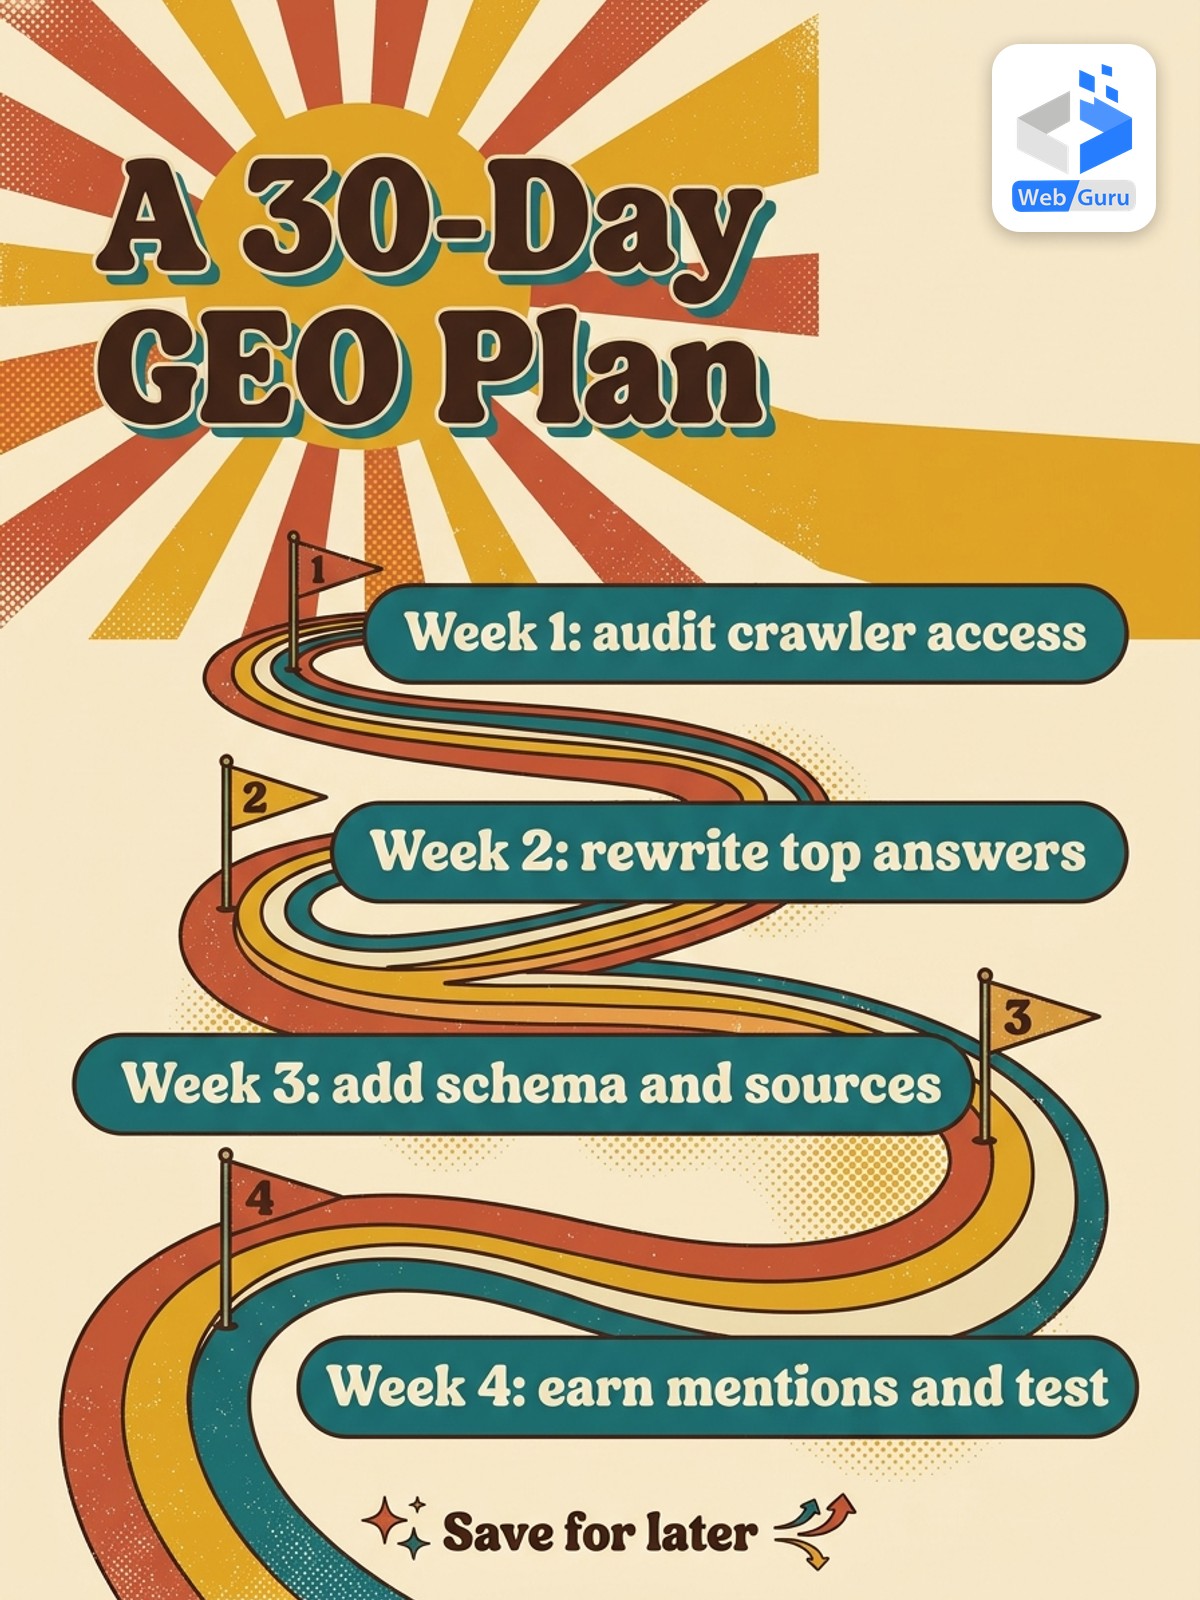 A 30-Day
GEO Plan
Web Guru
1
Week 1: audit crawler access
2
Week 2: rewrite top answers
3
Week 3: add schema and sources
4
Week 4: earn mentions and test
Save for later